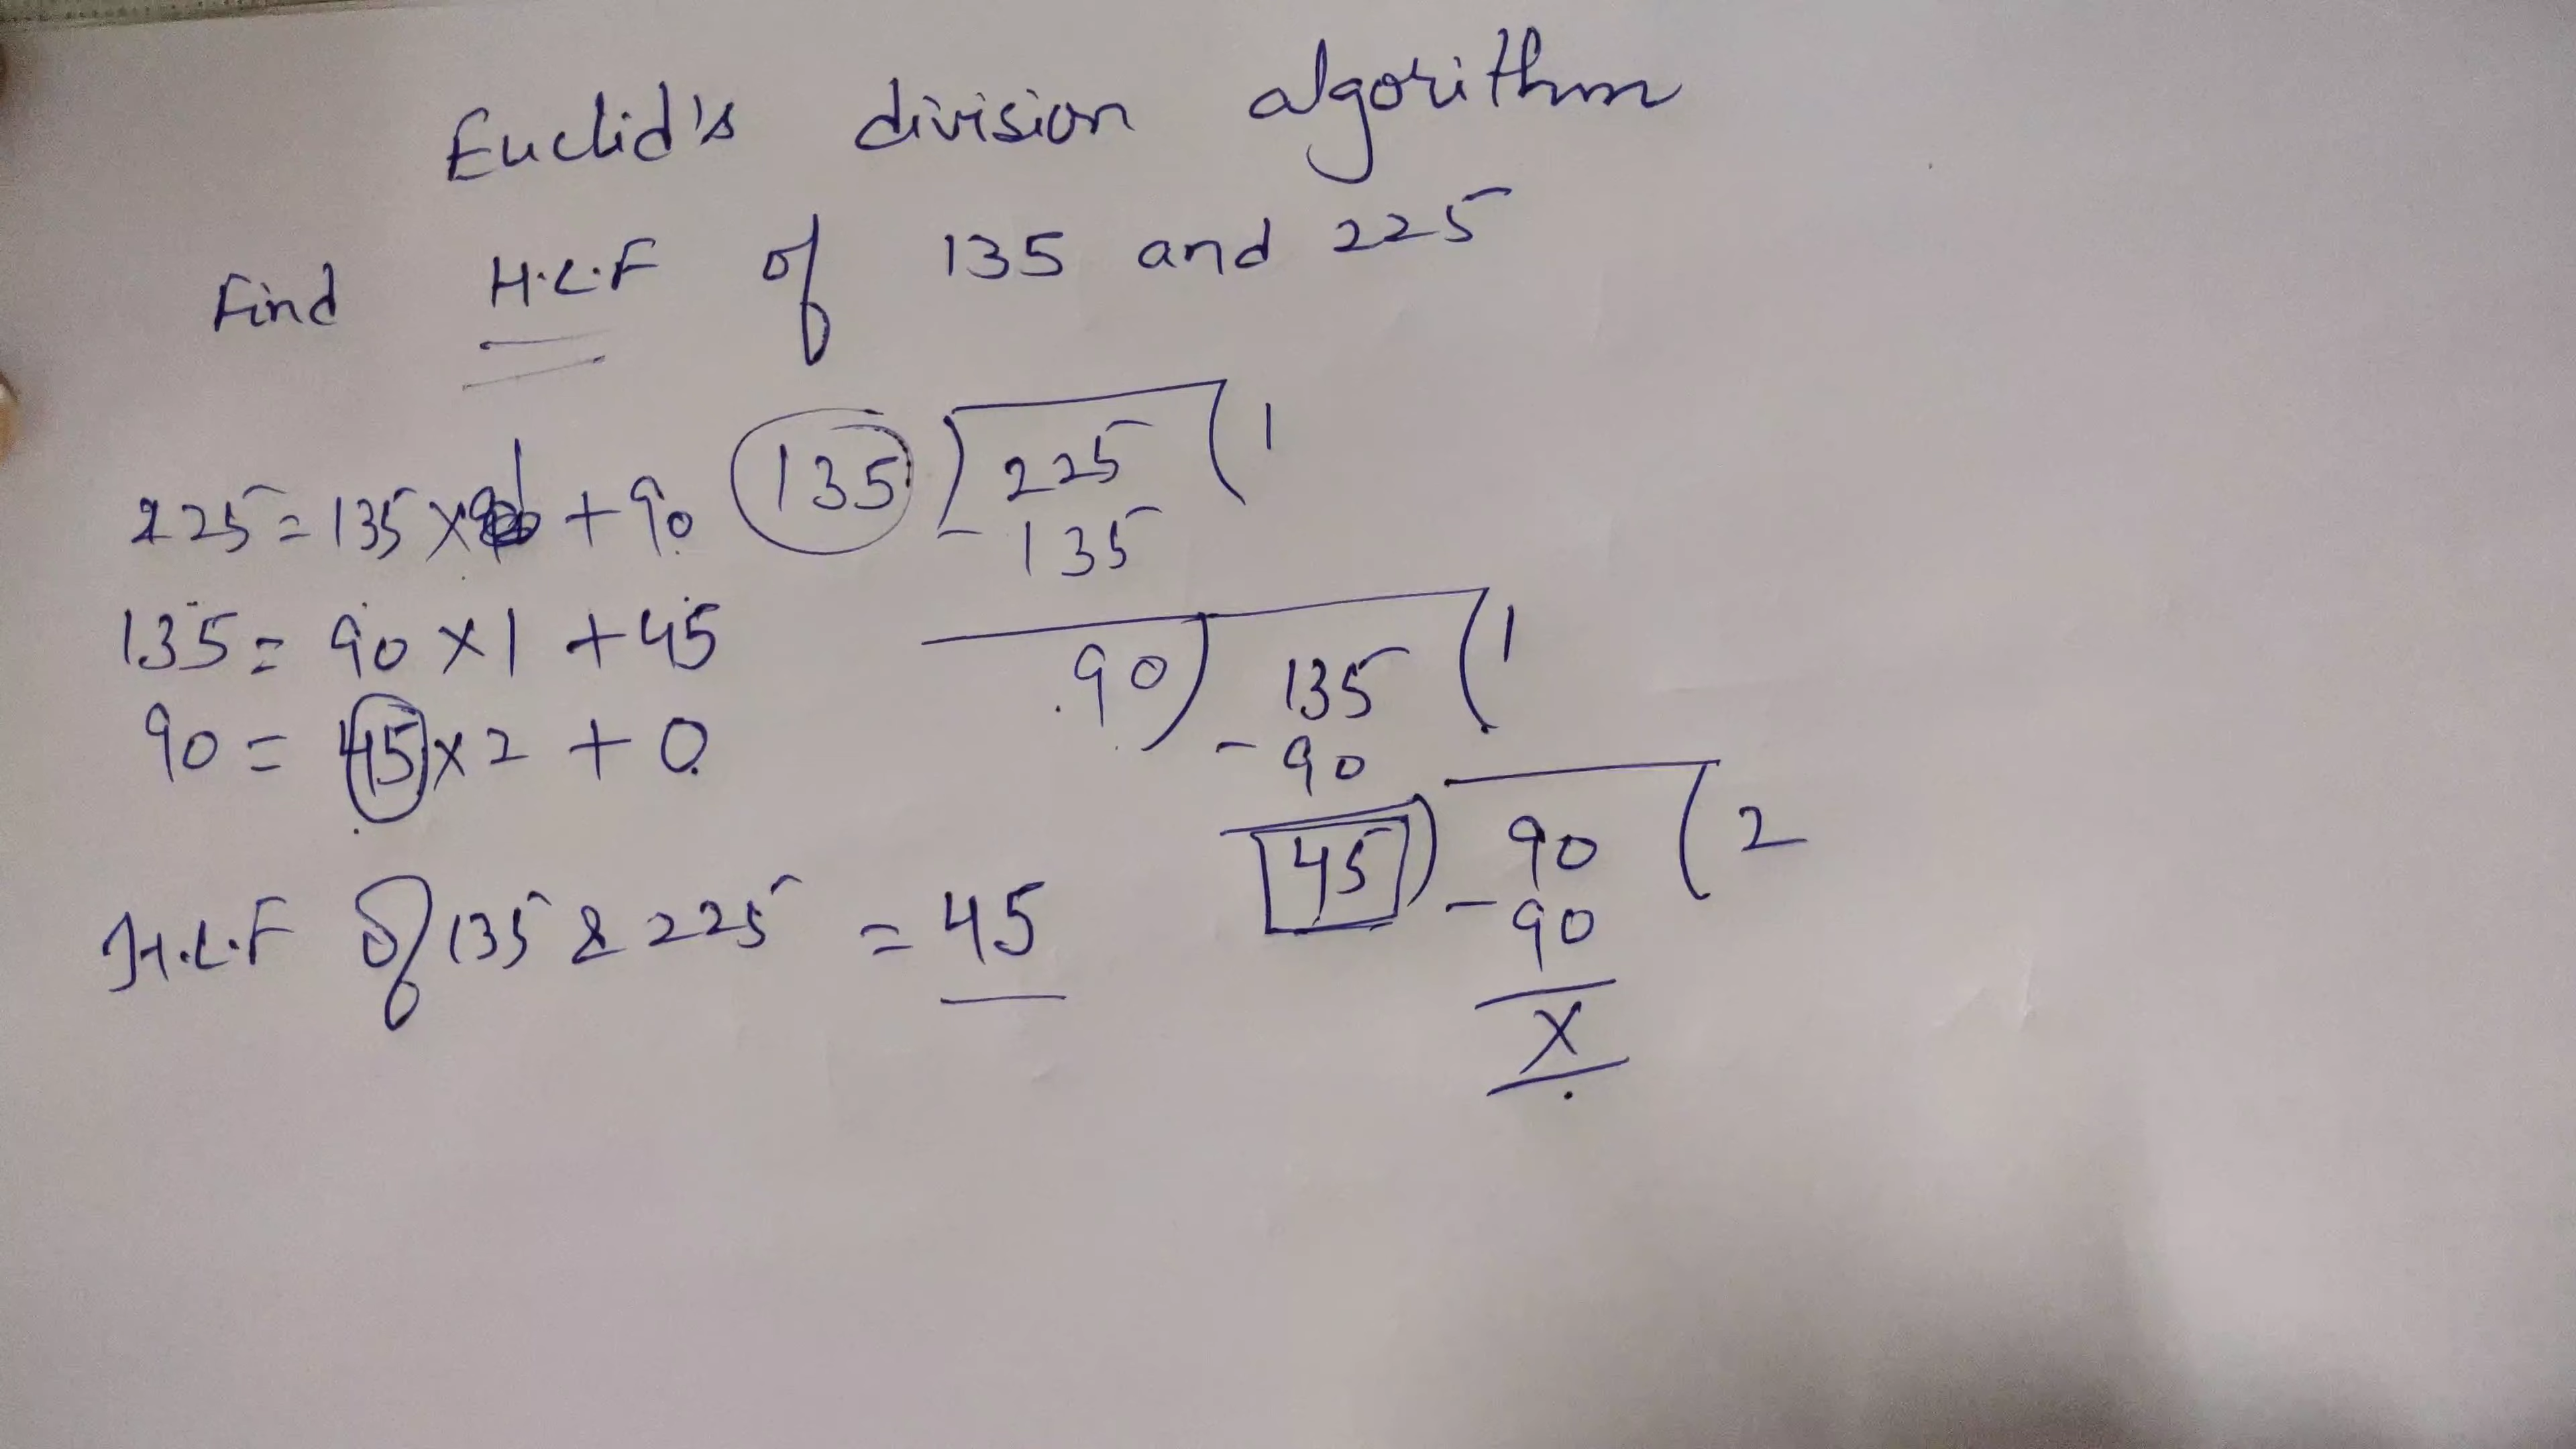 Euclid's division algorithm
Find H.C.F of 135 and 225
225 = 135 × 1 + 90
135 = 90 × 1 + 45
90 = 45 × 2 + 0
H.C.F of 135 & 225 = 45
135 ) 225 ( 1
- 135
90 ) 135 ( 1
- 90
45 ) 90 ( 2
- 90
X